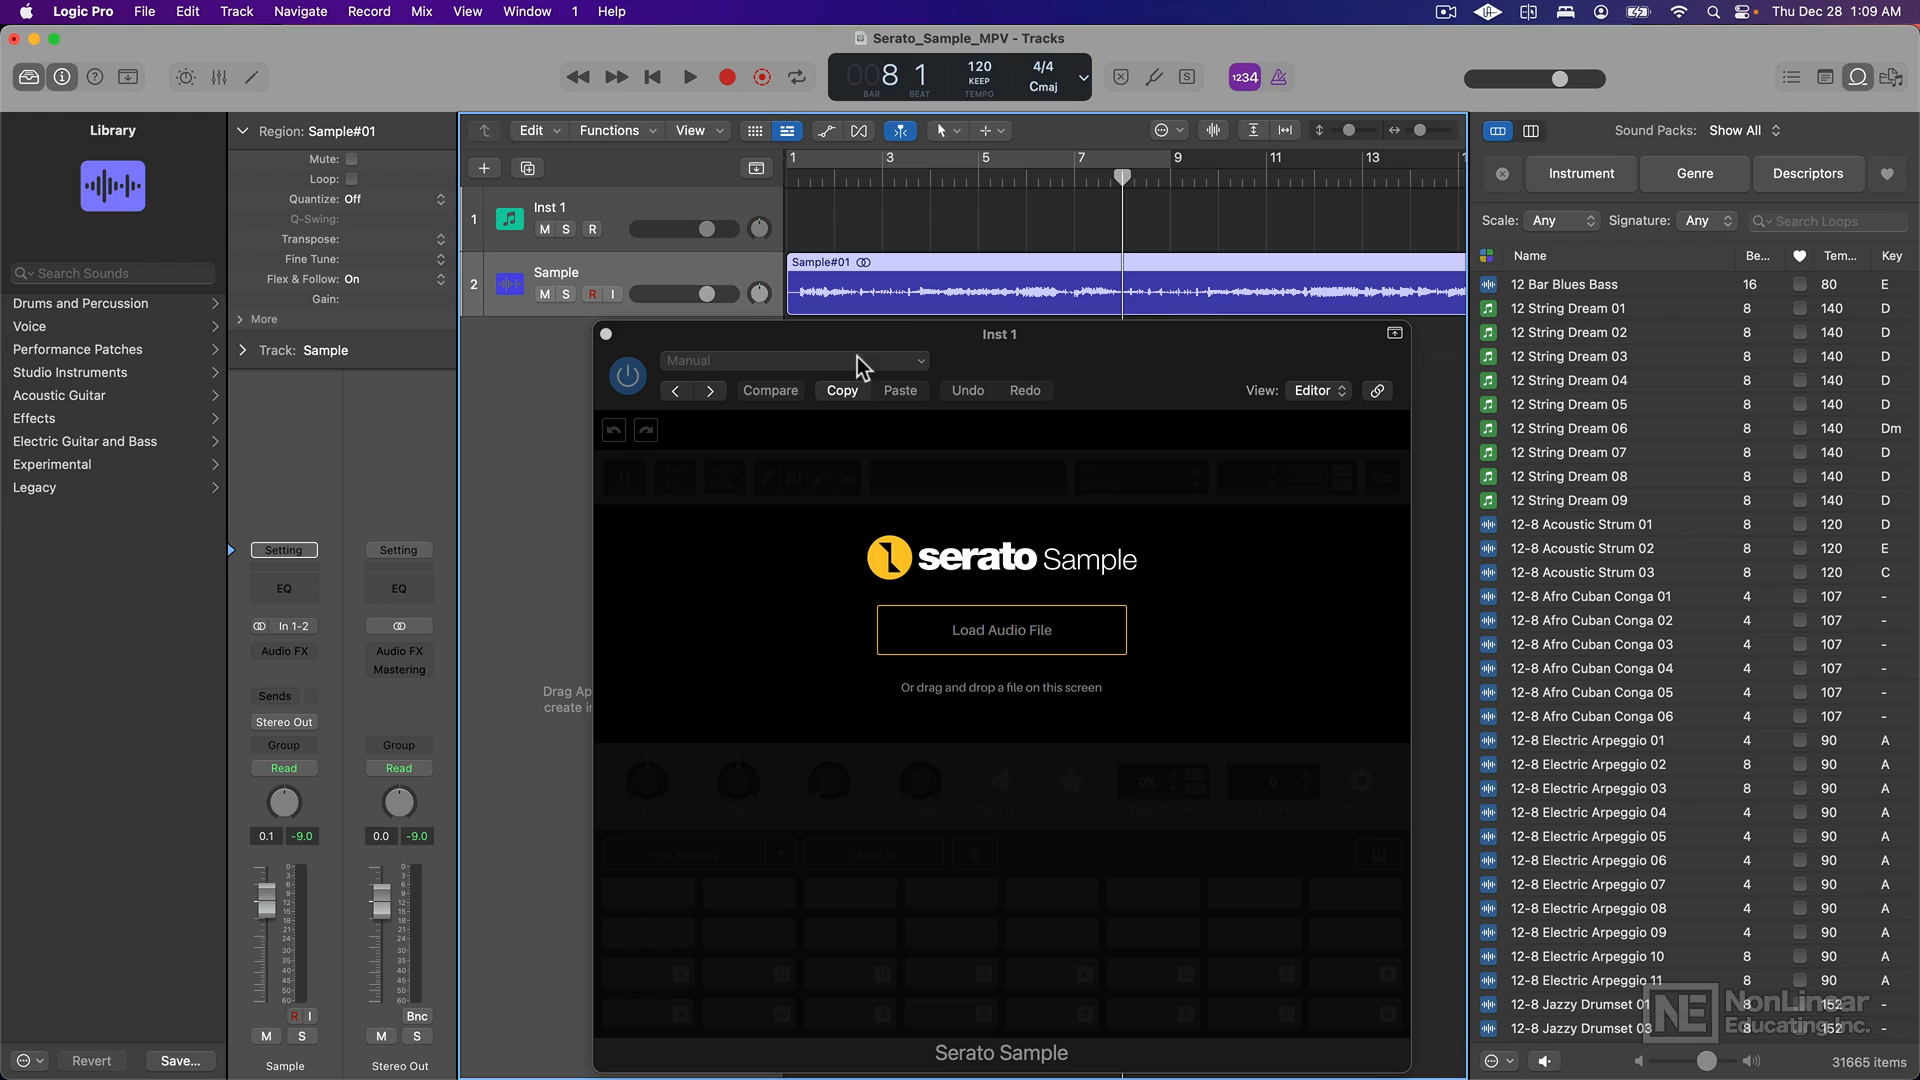 Logic Pro File Edit Track Navigate Record Mix View Window 1 Help Thu Dec 28 1:09 AM
Serato_Sample_MPV - Tracks
008 1 120 4/4
KEEP Cmaj
BAR BEAT TEMPO
1234
Library
Search Sounds
Drums and Percussion
Voice
Performance Patches
Studio Instruments
Acoustic Guitar
Effects
Electric Guitar and Bass
Experimental
Legacy
Revert Save...
Region: Sample#01
Mute:
Loop:
Quantize: Off
Q-Swing:
Transpose:
Fine Tune:
Flex & Follow: On
Gain:
More
Track: Sample
Setting Setting
EQ EQ
In 1-2
Audio FX Audio FX
Mastering
Sends
Stereo Out
Group Group
Read Read
0.1 -9.0 0.0 -9.0
R I Bnc
M S M S
Sample Stereo Out
Edit Functions View
1 3 5 7 9 11 13
1 Inst 1
M S R
2 Sample
M S R I
Sample#01
Drag Ap
create in
Inst 1
Manual
Compare Copy Paste Undo Redo View: Editor
serato Sample
Load Audio File
Or drag and drop a file on this screen
Serato Sample
Sound Packs: Show All
Instrument Genre Descriptors
Scale: Any Signature: Any Search Loops
Name Be... Tem... Key
12 Bar Blues Bass 16 80 E
12 String Dream 01 8 140 D
12 String Dream 02 8 140 D
12 String Dream 03 8 140 D
12 String Dream 04 8 140 D
12 String Dream 05 8 140 D
12 String Dream 06 8 140 Dm
12 String Dream 07 8 140 D
12 String Dream 08 8 140 D
12 String Dream 09 8 140 D
12-8 Acoustic Strum 01 8 120 D
12-8 Acoustic Strum 02 8 120 E
12-8 Acoustic Strum 03 8 120 C
12-8 Afro Cuban Conga 01 4 107 -
12-8 Afro Cuban Conga 02 4 107 -
12-8 Afro Cuban Conga 03 4 107 -
12-8 Afro Cuban Conga 04 4 107 -
12-8 Afro Cuban Conga 05 4 107 -
12-8 Afro Cuban Conga 06 4 107 -
12-8 Electric Arpeggio 01 4 90 A
12-8 Electric Arpeggio 02 4 90 A
12-8 Electric Arpeggio 03 8 90 A
12-8 Electric Arpeggio 04 4 90 A
12-8 Electric Arpeggio 05 4 90 A
12-8 Electric Arpeggio 06 4 90 A
12-8 Electric Arpeggio 07 4 90 A
12-8 Electric Arpeggio 08 4 90 A
12-8 Electric Arpeggio 09 4 90 A
12-8 Electric Arpeggio 10 8 90 A
12-8 Electric Arpeggio 11 8 90 A
12-8 Jazzy Drumset 01 8 152 -
12-8 Jazzy Drumset 03 8 152 -
NE NonLinear
Educating Inc.
31665 items